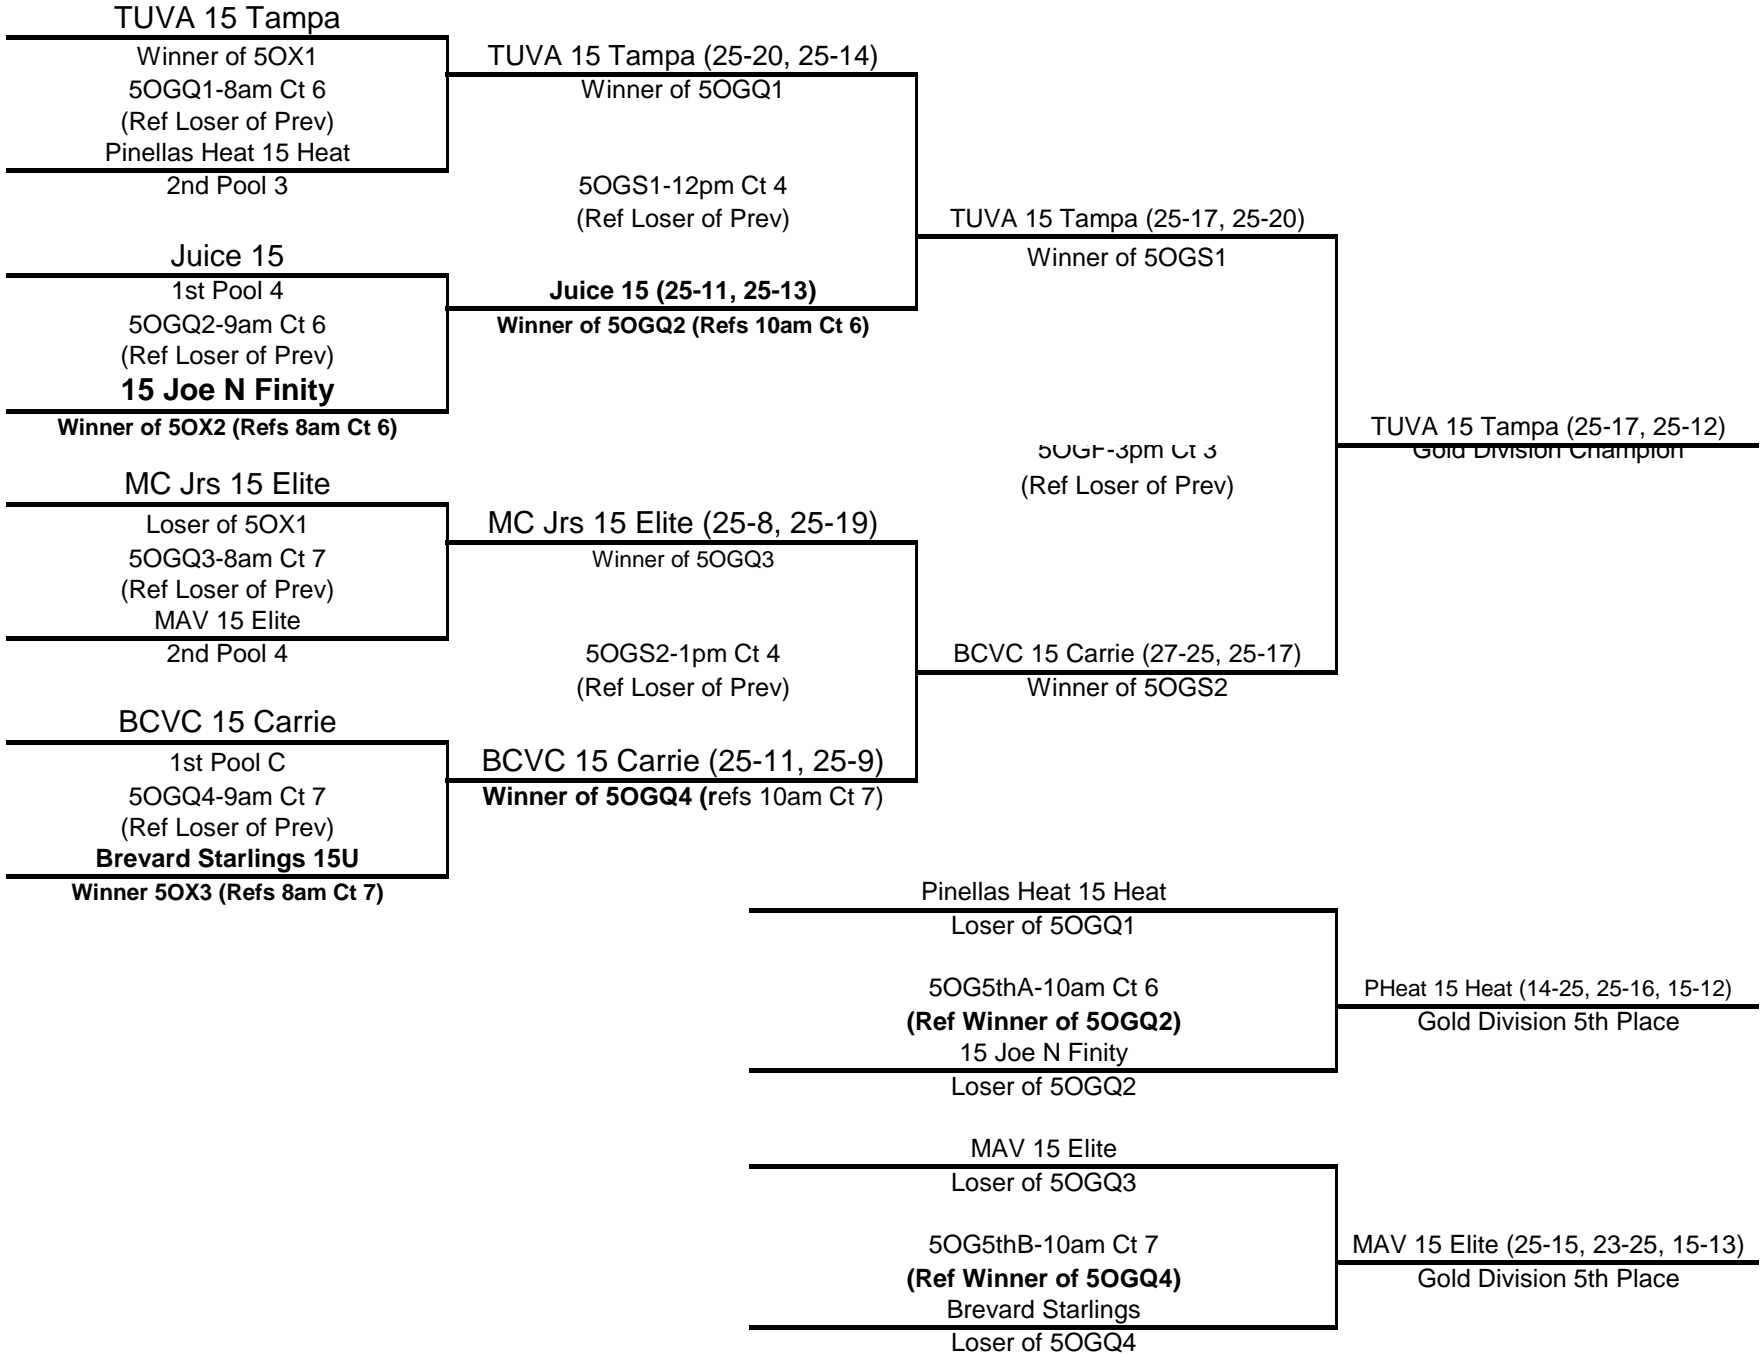 TUVA 15 Tampa
Winner of 5OX1
5OGQ1-8am Ct 6
(Ref Loser of Prev)
Pinellas Heat 15 Heat
2nd Pool 3
Juice 15
1st Pool 4
5OGQ2-9am Ct 6
(Ref Loser of Prev)
15 Joe N Finity
Winner of 5OX2 (Refs 8am Ct 6)
MC Jrs 15 Elite
Loser of 5OX1
5OGQ3-8am Ct 7
(Ref Loser of Prev)
MAV 15 Elite
2nd Pool 4
BCVC 15 Carrie
1st Pool C
5OGQ4-9am Ct 7
(Ref Loser of Prev)
Brevard Starlings 15U
Winner 5OX3 (Refs 8am Ct 7)
TUVA 15 Tampa (25-20, 25-14)
Winner of 5OGQ1
5OGS1-12pm Ct 4
(Ref Loser of Prev)
Juice 15 (25-11, 25-13)
Winner of 5OGQ2 (Refs 10am Ct 6)
MC Jrs 15 Elite (25-8, 25-19)
Winner of 5OGQ3
5OGS2-1pm Ct 4
(Ref Loser of Prev)
BCVC 15 Carrie (25-11, 25-9)
Winner of 5OGQ4 (refs 10am Ct 7)
TUVA 15 Tampa (25-17, 25-20)
Winner of 5OGS1
5OGF-3pm Ct 3
(Ref Loser of Prev)
BCVC 15 Carrie (27-25, 25-17)
Winner of 5OGS2
TUVA 15 Tampa (25-17, 25-12)
Gold Division Champion
Pinellas Heat 15 Heat
Loser of 5OGQ1
5OG5thA-10am Ct 6
(Ref Winner of 5OGQ2)
15 Joe N Finity
Loser of 5OGQ2
PHeat 15 Heat (14-25, 25-16, 15-12)
Gold Division 5th Place
MAV 15 Elite
Loser of 5OGQ3
5OG5thB-10am Ct 7
(Ref Winner of 5OGQ4)
Brevard Starlings
Loser of 5OGQ4
MAV 15 Elite (25-15, 23-25, 15-13)
Gold Division 5th Place